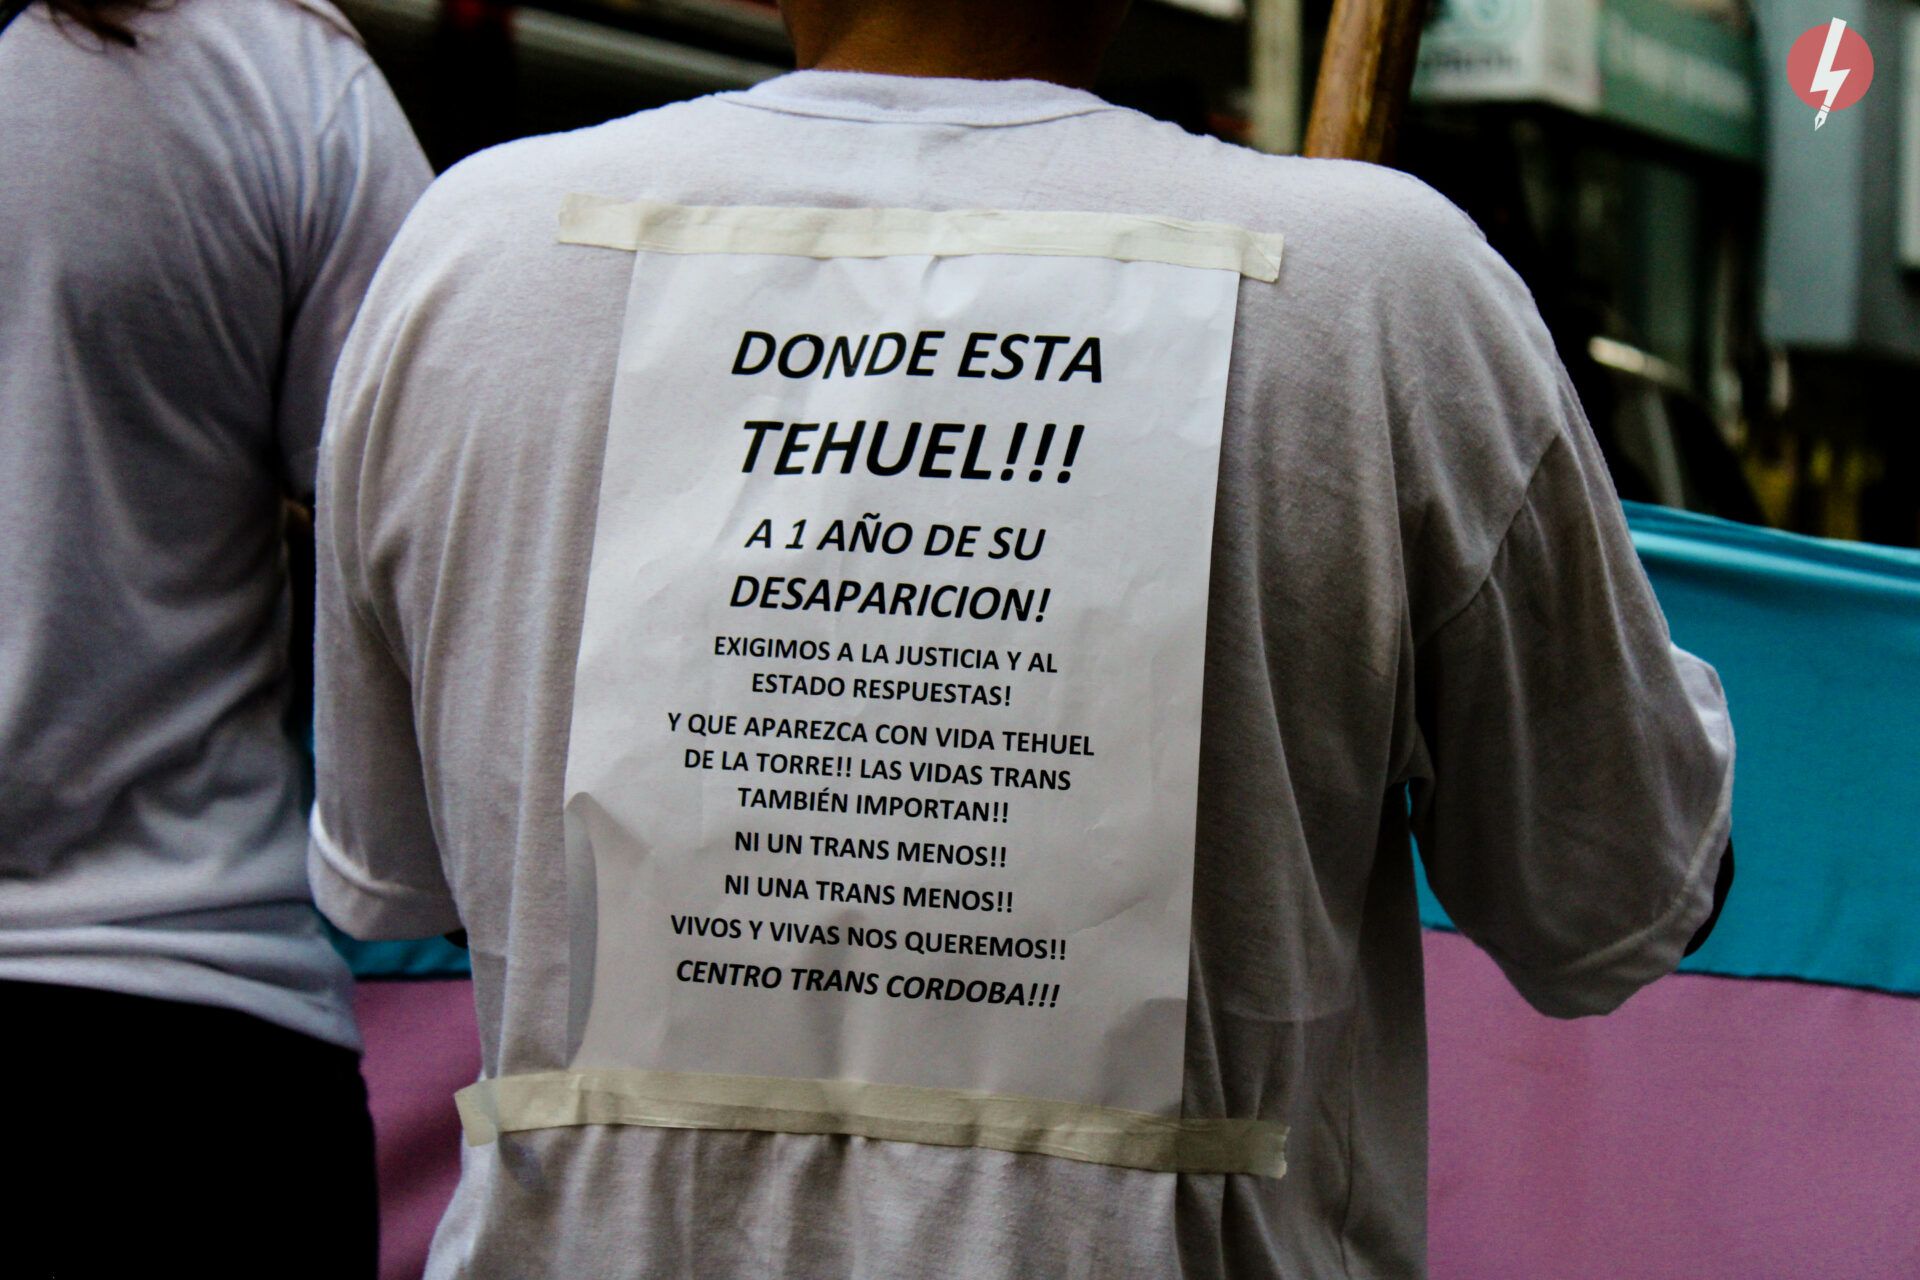 DONDE ESTA
TEHUEL!!!
A 1 AÑO DE SU
DESAPARICION!
EXIGIMOS A LA JUSTICIA Y AL
ESTADO RESPUESTAS!
Y QUE APAREZCA CON VIDA TEHUEL
DE LA TORRE!! LAS VIDAS TRANS
TAMBIÉN IMPORTAN!!
NI UN TRANS MENOS!!
NI UNA TRANS MENOS!!
VIVOS Y VIVAS NOS QUEREMOS!!
CENTRO TRANS CORDOBA!!!